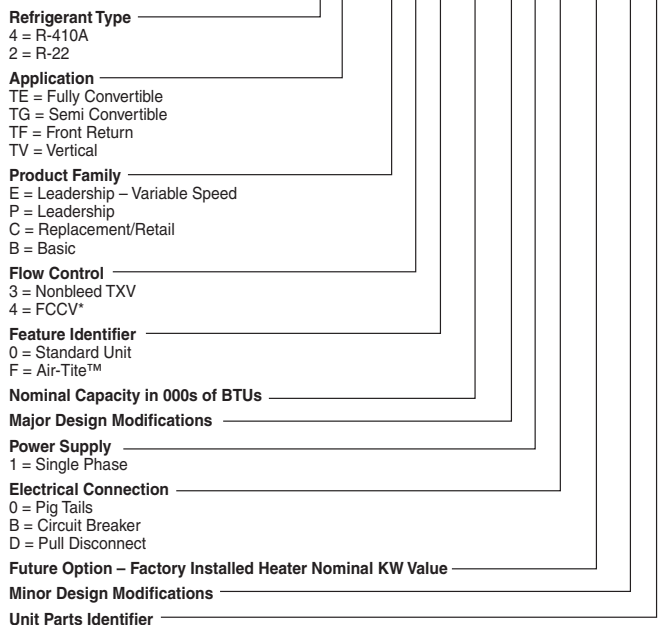 Refrigerant Type
4 = R-410A
2 = R-22
Application
TE = Fully Convertible
TG = Semi Convertible
TF = Front Return
TV = Vertical
Product Family
E = Leadership – Variable Speed
P = Leadership
C = Replacement/Retail
B = Basic
Flow Control
3 = Nonbleed TXV
4 = FCCV*
Feature Identifier
0 = Standard Unit
F = Air-Tite™
Nominal Capacity in 000s of BTUs
Major Design Modifications
Power Supply
1 = Single Phase
Electrical Connection
0 = Pig Tails
B = Circuit Breaker
D = Pull Disconnect
Future Option – Factory Installed Heater Nominal KW Value
Minor Design Modifications
Unit Parts Identifier